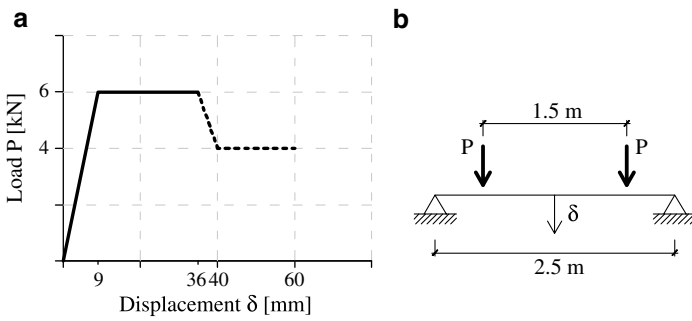 a
Load P [kN]
6
4
9
36 40
60
Displacement δ [mm]
b
1.5 m
P
P
δ
2.5 m